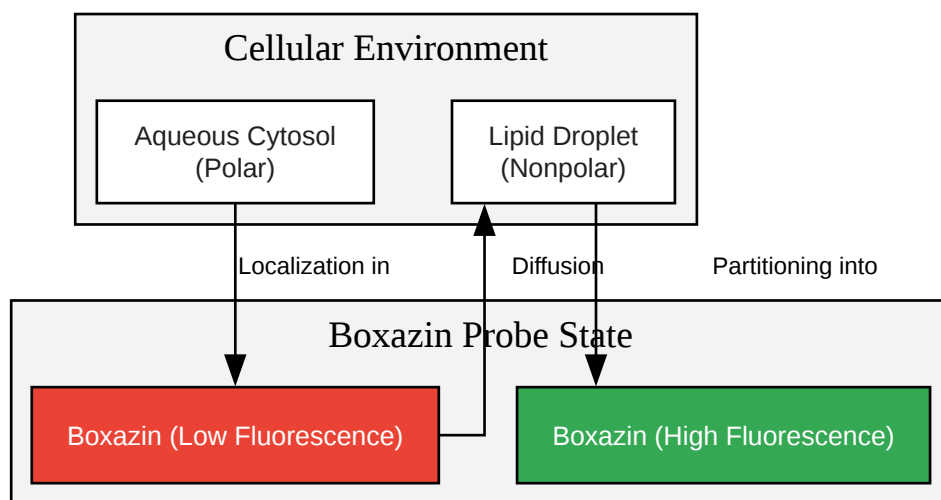 Cellular Environment
Aqueous Cytosol
(Polar)
Lipid Droplet
(Nonpolar)
Localization in
Diffusion
Partitioning into
Boxazin Probe State
Boxazin (Low Fluorescence)
Boxazin (High Fluorescence)